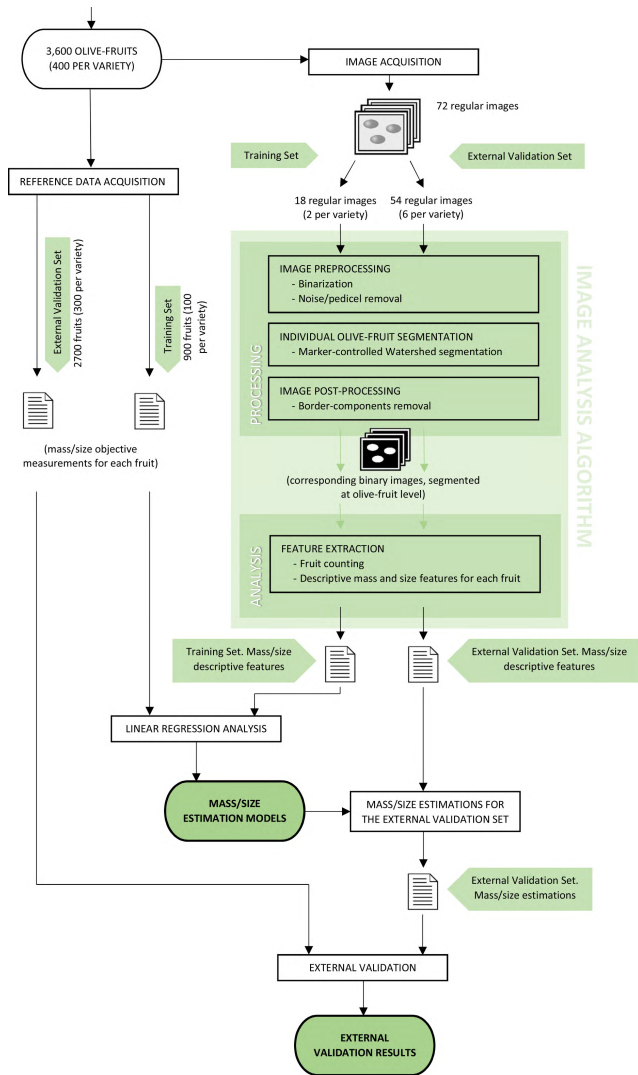 3,600 OLIVE-FRUITS
(400 PER VARIETY)
IMAGE ACQUISITION
72 regular images
Training Set
External Validation Set
REFERENCE DATA ACQUISITION
18 regular images
(2 per variety)
54 regular images
(6 per variety)
External Validation Set
2700 fruits (300 per variety)
Training Set
900 fruits (100
per variety)
IMAGE ANALYSIS ALGORITHM
PROCESSING
IMAGE PREPROCESSING
- Binarization
- Noise/pedicel removal
INDIVIDUAL OLIVE-FRUIT SEGMENTATION
- Marker-controlled Watershed segmentation
IMAGE POST-PROCESSING
- Border-components removal
(mass/size objective
measurements for each fruit)
(corresponding binary images, segmented
at olive-fruit level)
ANALYSIS
FEATURE EXTRACTION
- Fruit counting
- Descriptive mass and size features for each fruit
Training Set. Mass/size
descriptive features
External Validation Set. Mass/size
descriptive features
LINEAR REGRESSION ANALYSIS
MASS/SIZE
ESTIMATION MODELS
MASS/SIZE ESTIMATIONS FOR
THE EXTERNAL VALIDATION SET
External Validation Set.
Mass/size estimations
EXTERNAL VALIDATION
EXTERNAL
VALIDATION RESULTS